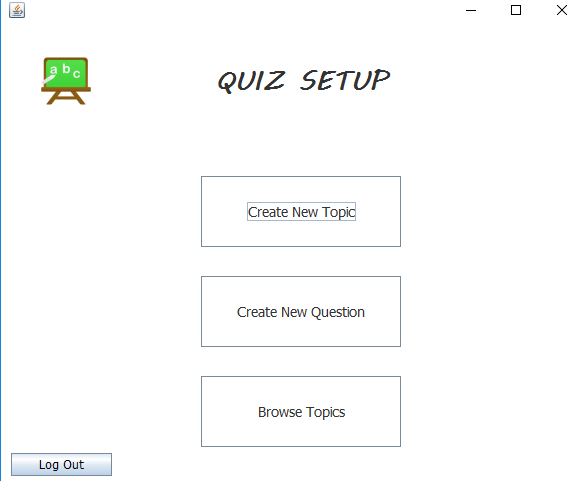 a b c
QUIZ SETUP
Create New Topic
Create New Question
Browse Topics
Log Out